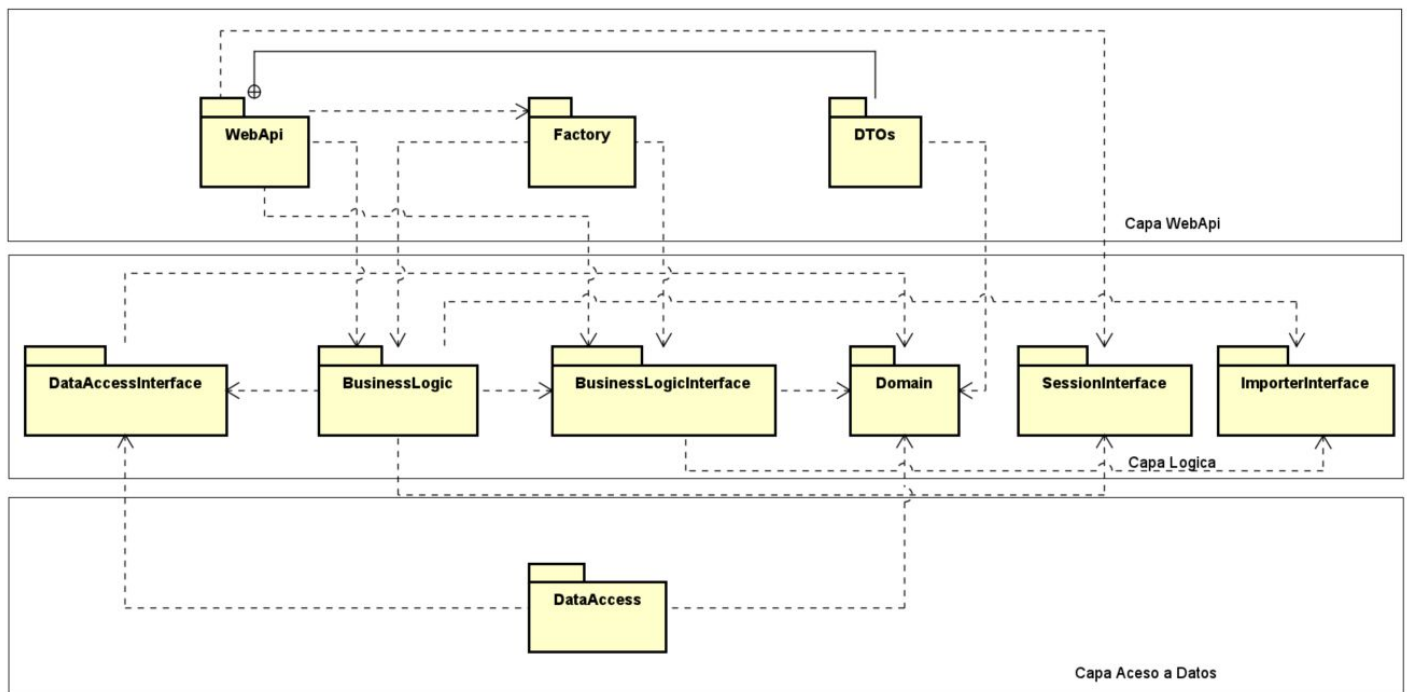 WebApi
Factory
DTOs
Capa WebApi
DataAccessInterface
BusinessLogic
BusinessLogicInterface
Domain
SessionInterface
ImporterInterface
Capa Logica
DataAccess
Capa Aceso a Datos